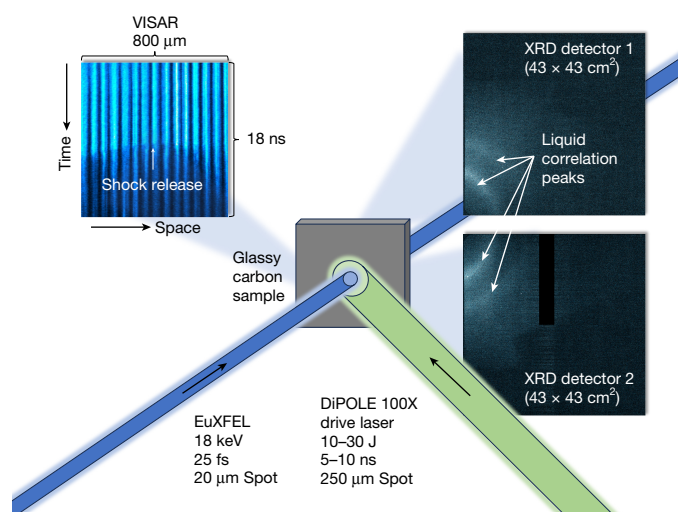 VISAR
800 μm
Time
18 ns
Shock release
Space
XRD detector 1
(43 × 43 cm²)
Liquid
correlation
peaks
Glassy
carbon
sample
XRD detector 2
(43 × 43 cm²)
EuXFEL
18 keV
25 fs
20 μm Spot
DiPOLE 100X
drive laser
10–30 J
5–10 ns
250 μm Spot